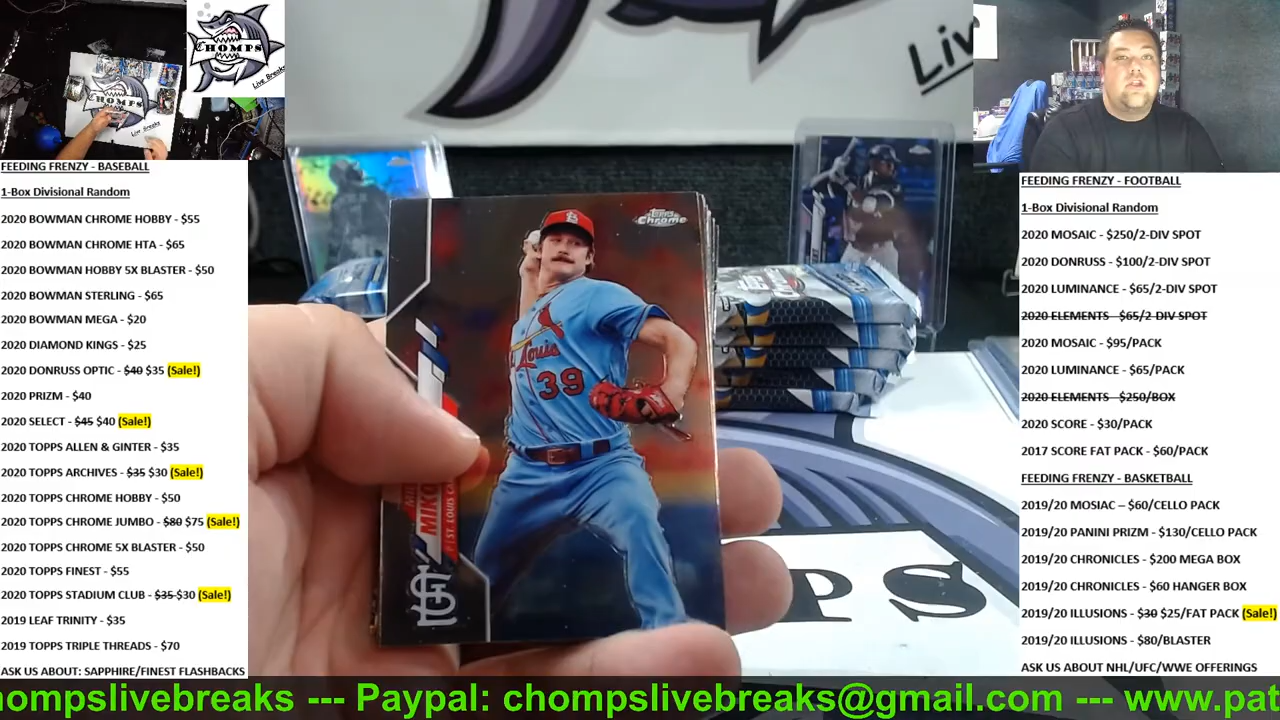 CHOMPS
Live Breaks
CHOMPS
Live Breaks
Liv
FEEDING FRENZY - BASEBALL
1-Box Divisional Random
2020 BOWMAN CHROME HOBBY - $55
2020 BOWMAN CHROME HTA - $65
2020 BOWMAN HOBBY 5X BLASTER - $50
2020 BOWMAN STERLING - $65
2020 BOWMAN MEGA - $20
2020 DIAMOND KINGS - $25
2020 DONRUSS OPTIC - $40 $35 (Sale!)
2020 PRIZM - $40
2020 SELECT - $45 $40 (Sale!)
2020 TOPPS ALLEN & GINTER - $35
2020 TOPPS ARCHIVES - $35 $30 (Sale!)
2020 TOPPS CHROME HOBBY - $50
2020 TOPPS CHROME JUMBO - $80 $75 (Sale!)
2020 TOPPS CHROME 5X BLASTER - $50
2020 TOPPS FINEST - $55
2020 TOPPS STADIUM CLUB - $35 $30 (Sale!)
2019 LEAF TRINITY - $35
2019 TOPPS TRIPLE THREADS - $70
ASK US ABOUT: SAPPHIRE/FINEST FLASHBACKS
Topps
Chrome
Louis
39
MIKO
ST. LOUIS CA
PS
FEEDING FRENZY - FOOTBALL
1-Box Divisional Random
2020 MOSAIC - $250/2-DIV SPOT
2020 DONRUSS - $100/2-DIV SPOT
2020 LUMINANCE - $65/2-DIV SPOT
2020 ELEMENTS - $65/2-DIV SPOT
2020 MOSAIC - $95/PACK
2020 LUMINANCE - $65/PACK
2020 ELEMENTS - $250/BOX
2020 SCORE - $30/PACK
2017 SCORE FAT PACK - $60/PACK
FEEDING FRENZY - BASKETBALL
2019/20 MOSIAC – $60/CELLO PACK
2019/20 PANINI PRIZM - $130/CELLO PACK
2019/20 CHRONICLES - $200 MEGA BOX
2019/20 CHRONICLES - $60 HANGER BOX
2019/20 ILLUSIONS - $30 $25/FAT PACK (Sale!)
2019/20 ILLUSIONS - $80/BLASTER
ASK US ABOUT NHL/UFC/WWE OFFERINGS
hompslivebreaks --- Paypal: chompslivebreaks@gmail.com --- www.pat